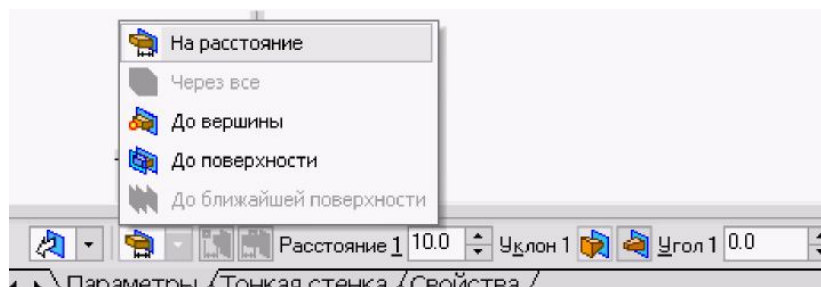 На расстояние
Через все
До вершины
До поверхности
До ближайшей поверхности
Расстояние 1 10.0 Уклон 1 Угол 1 0.0
Параметры Тонкая стенка Свойства